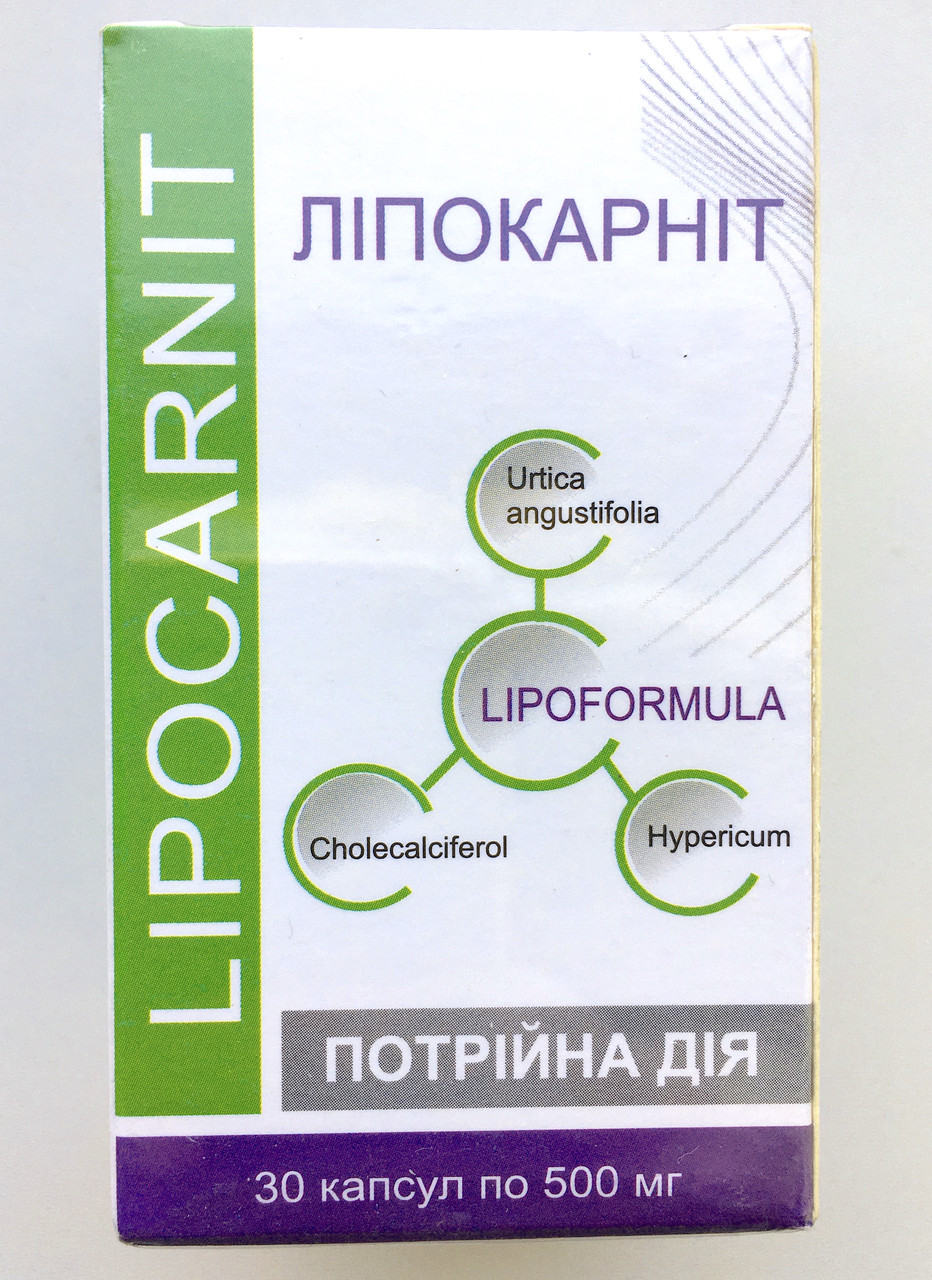 LIPOCARNIT
ЛІПОКАРНІТ
Urtica
angustifolia
LIPOFORMULA
Cholecalciferol
Hypericum
ПОТРІЙНА ДІЯ
30 капсул по 500 мг